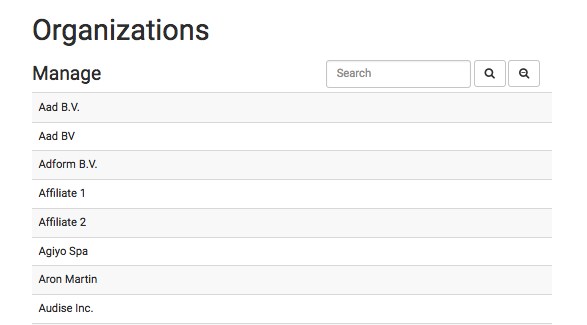 Organizations
Manage
Search
Aad B.V.
Aad BV
Adform B.V.
Affiliate 1
Affiliate 2
Agiyo Spa
Aron Martin
Audise Inc.